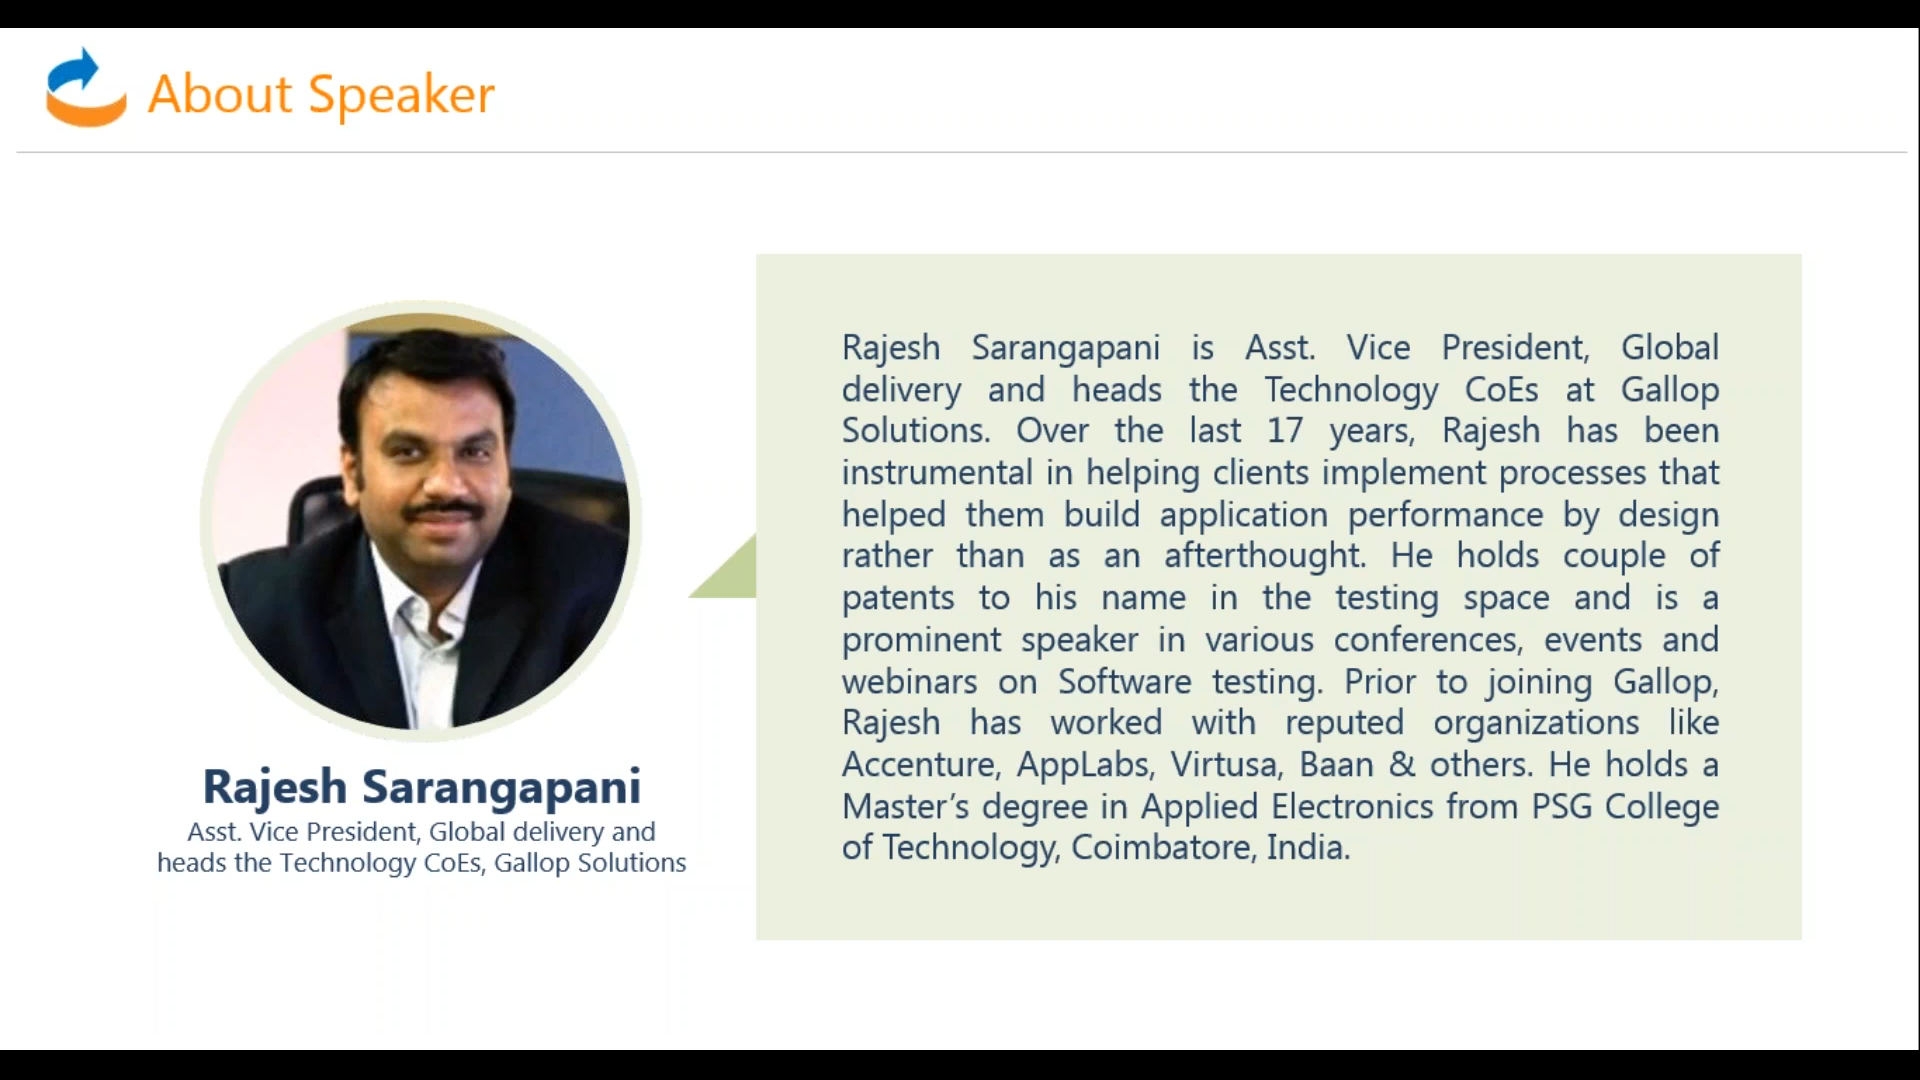 About Speaker
Rajesh Sarangapani
Asst. Vice President, Global delivery and
heads the Technology CoEs, Gallop Solutions
Rajesh Sarangapani is Asst. Vice President, Global
delivery and heads the Technology CoEs at Gallop
Solutions. Over the last 17 years, Rajesh has been
instrumental in helping clients implement processes that
helped them build application performance by design
rather than as an afterthought. He holds couple of
patents to his name in the testing space and is a
prominent speaker in various conferences, events and
webinars on Software testing. Prior to joining Gallop,
Rajesh has worked with reputed organizations like
Accenture, AppLabs, Virtusa, Baan & others. He holds a
Master’s degree in Applied Electronics from PSG College
of Technology, Coimbatore, India.